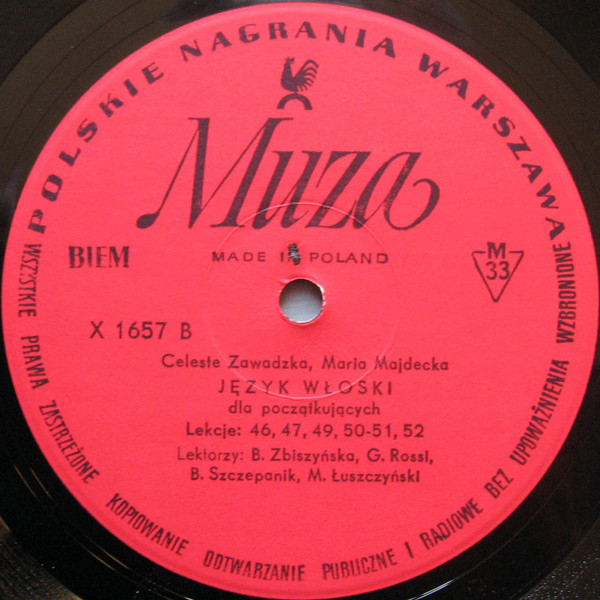 POLSKIE NAGRANIA WARSZAWA
Muza
BIEM
MADE IN POLAND
M
33
X 1657 B
Celeste Zawadzka, Maria Majdecka
JĘZYK WŁOSKI
dla początkujących
Lekcje: 46, 47, 49, 50-51, 52
Lektorzy: B. Zbiszyńska, G. Rossi,
B. Szczepanik, M. Łuszczyński
WSZYSTKIE PRAWA ZASTRZEŻONE KOPIOWANIE ODTWARZANIE PUBLICZNE I RADIOWE BEZ UPOWAŻNIENIA WZBRONIONE